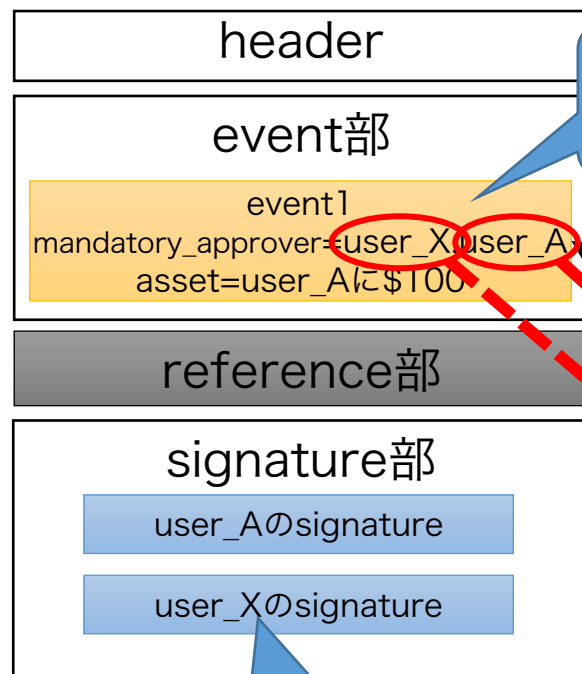 header
event部
event1
mandatory_approver=user_X,user_A
asset=user_Aに$100
reference部
signature部
user_Aのsignature
user_Xのsignature